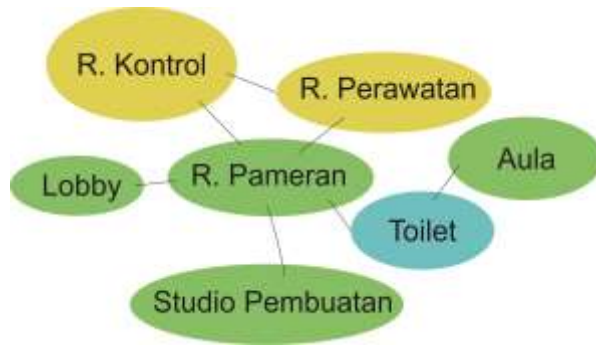 R. Kontrol
R. Perawatan
Aula
Lobby
R. Pameran
Toilet
Studio Pembuatan